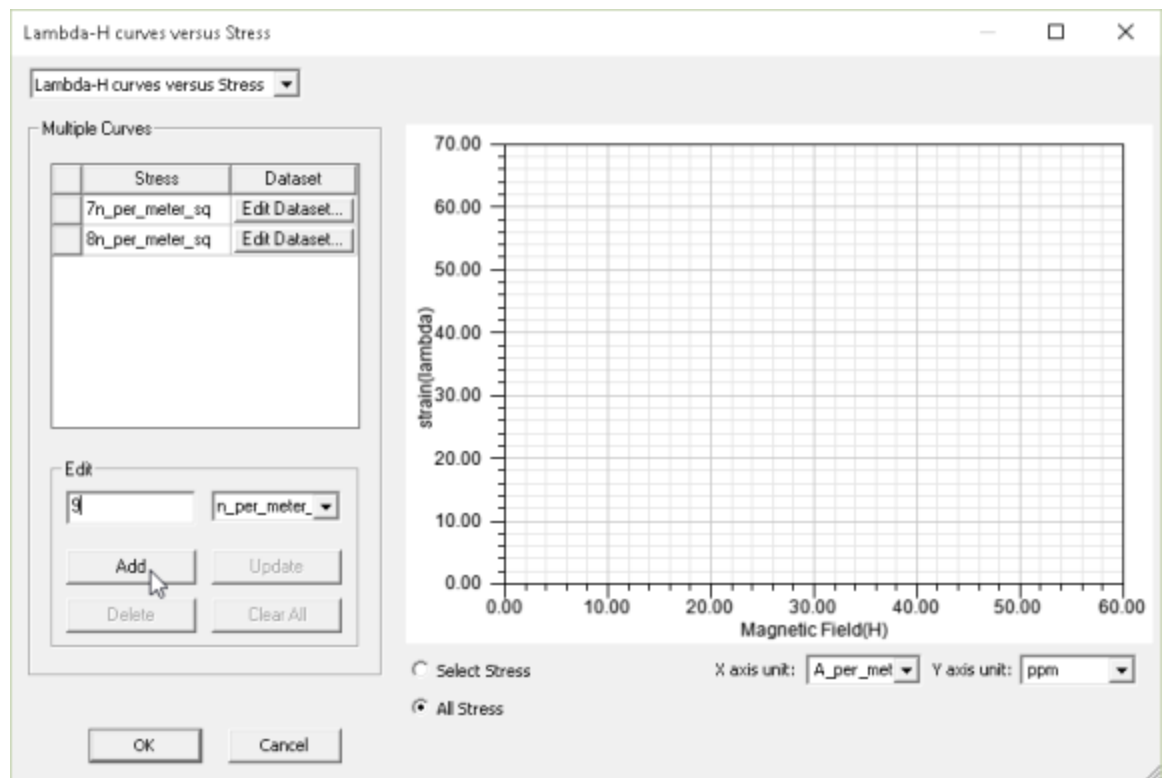 Lambda-H curves versus Stress
Lambda-H curves versus Stress
Multiple Curves
Stress Dataset
7n_per_meter_sq Edit Dataset...
8n_per_meter_sq Edit Dataset...
Edit
9 n_per_meter_
Add Update
Delete Clear All
OK Cancel
70.00
60.00
50.00
40.00
30.00
20.00
10.00
0.00
strain(lambda)
0.00 10.00 20.00 30.00 40.00 50.00 60.00
Magnetic Field(H)
Select Stress X axis unit: A_per_met Y axis unit: ppm
All Stress